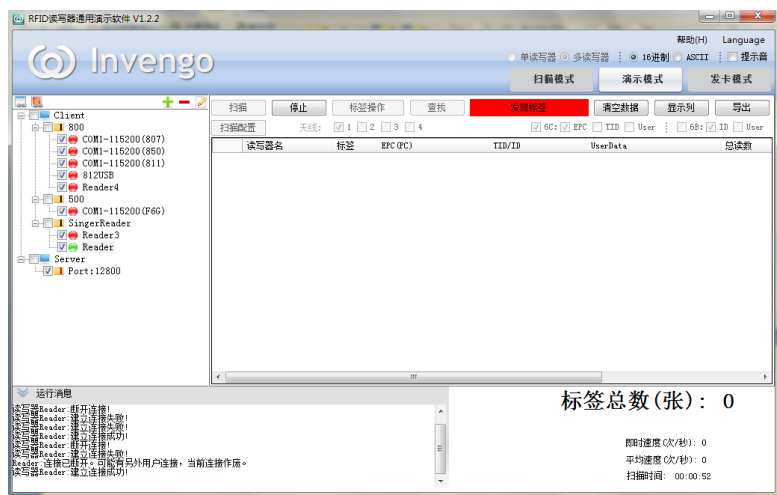 RFID读写器通用演示软件 V1.2.2
Invengo
帮助(H) Language
单读写器 多读写器 16进制 ASCII 提示音
扫描模式 演示模式 发卡模式
扫描 停止 标签操作 查找 发现标签 清空数据 显示列 导出
扫描配置 天线: 1 2 3 4 6C: EPC TID User 6B: ID User
读写器名 标签 EPC(PC) TID/ID UserData 总读数
Client
800
COM1-115200(807)
COM1-115200(850)
COM1-115200(811)
812USB
Reader4
500
COM1-115200(F6G)
SingerReader
Reader3
Reader
Server
Port:12800
运行消息
读写器Reader:断开连接!
读写器Reader:建立连接失败!
读写器Reader:建立连接失败!
读写器Reader:建立连接成功!
读写器Reader:断开连接!
读写器Reader:建立连接失败!
Reader:连接已断开。可能有另外用户连接，当前连接作废。
读写器Reader:建立连接成功!
标签总数(张): 0
即时速度(次/秒): 0
平均速度(次/秒): 0
扫描时间: 00:00:52